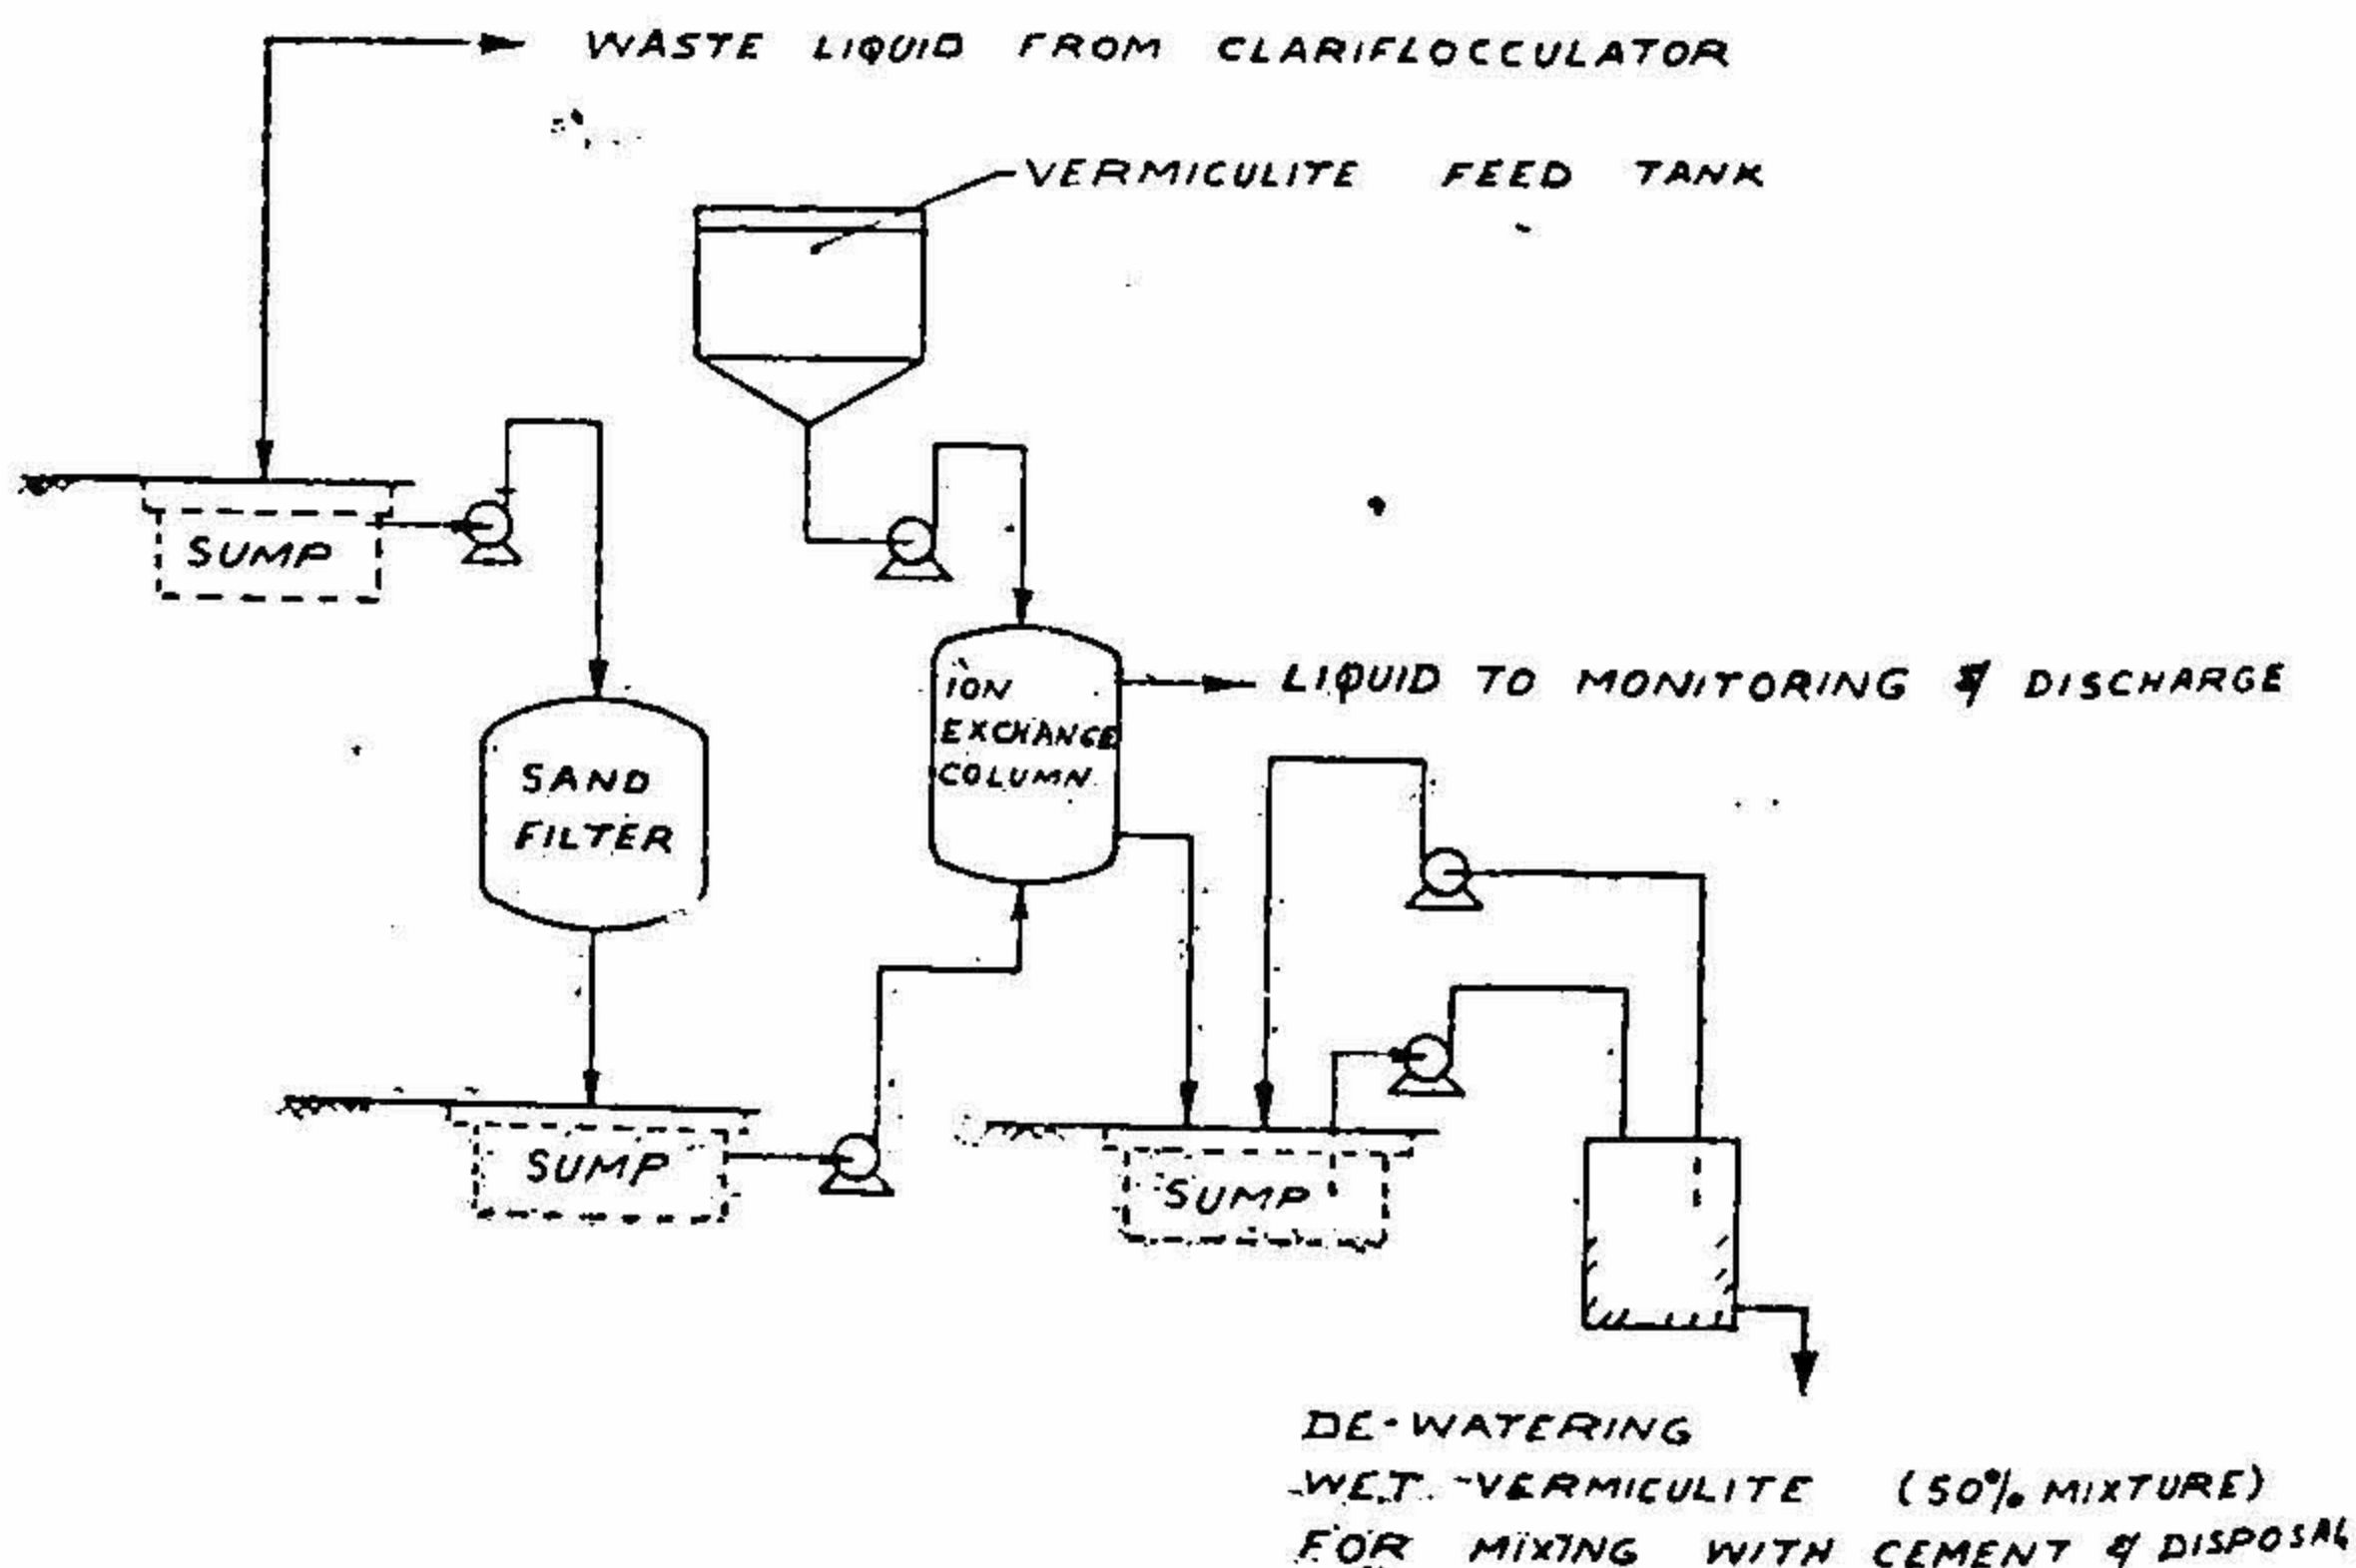 WASTE LIQUID FROM CLARIFLOCCULATOR
VERMICULITE FEED TANK
SUMP
ION
EXCHANGE
COLUMN
LIQUID TO MONITORING & DISCHARGE
SAND
FILTER
SUMP
SUMP
DE-WATERING
WET VERMICULITE (50% MIXTURE)
FOR MIXING WITH CEMENT & DISPOSAL